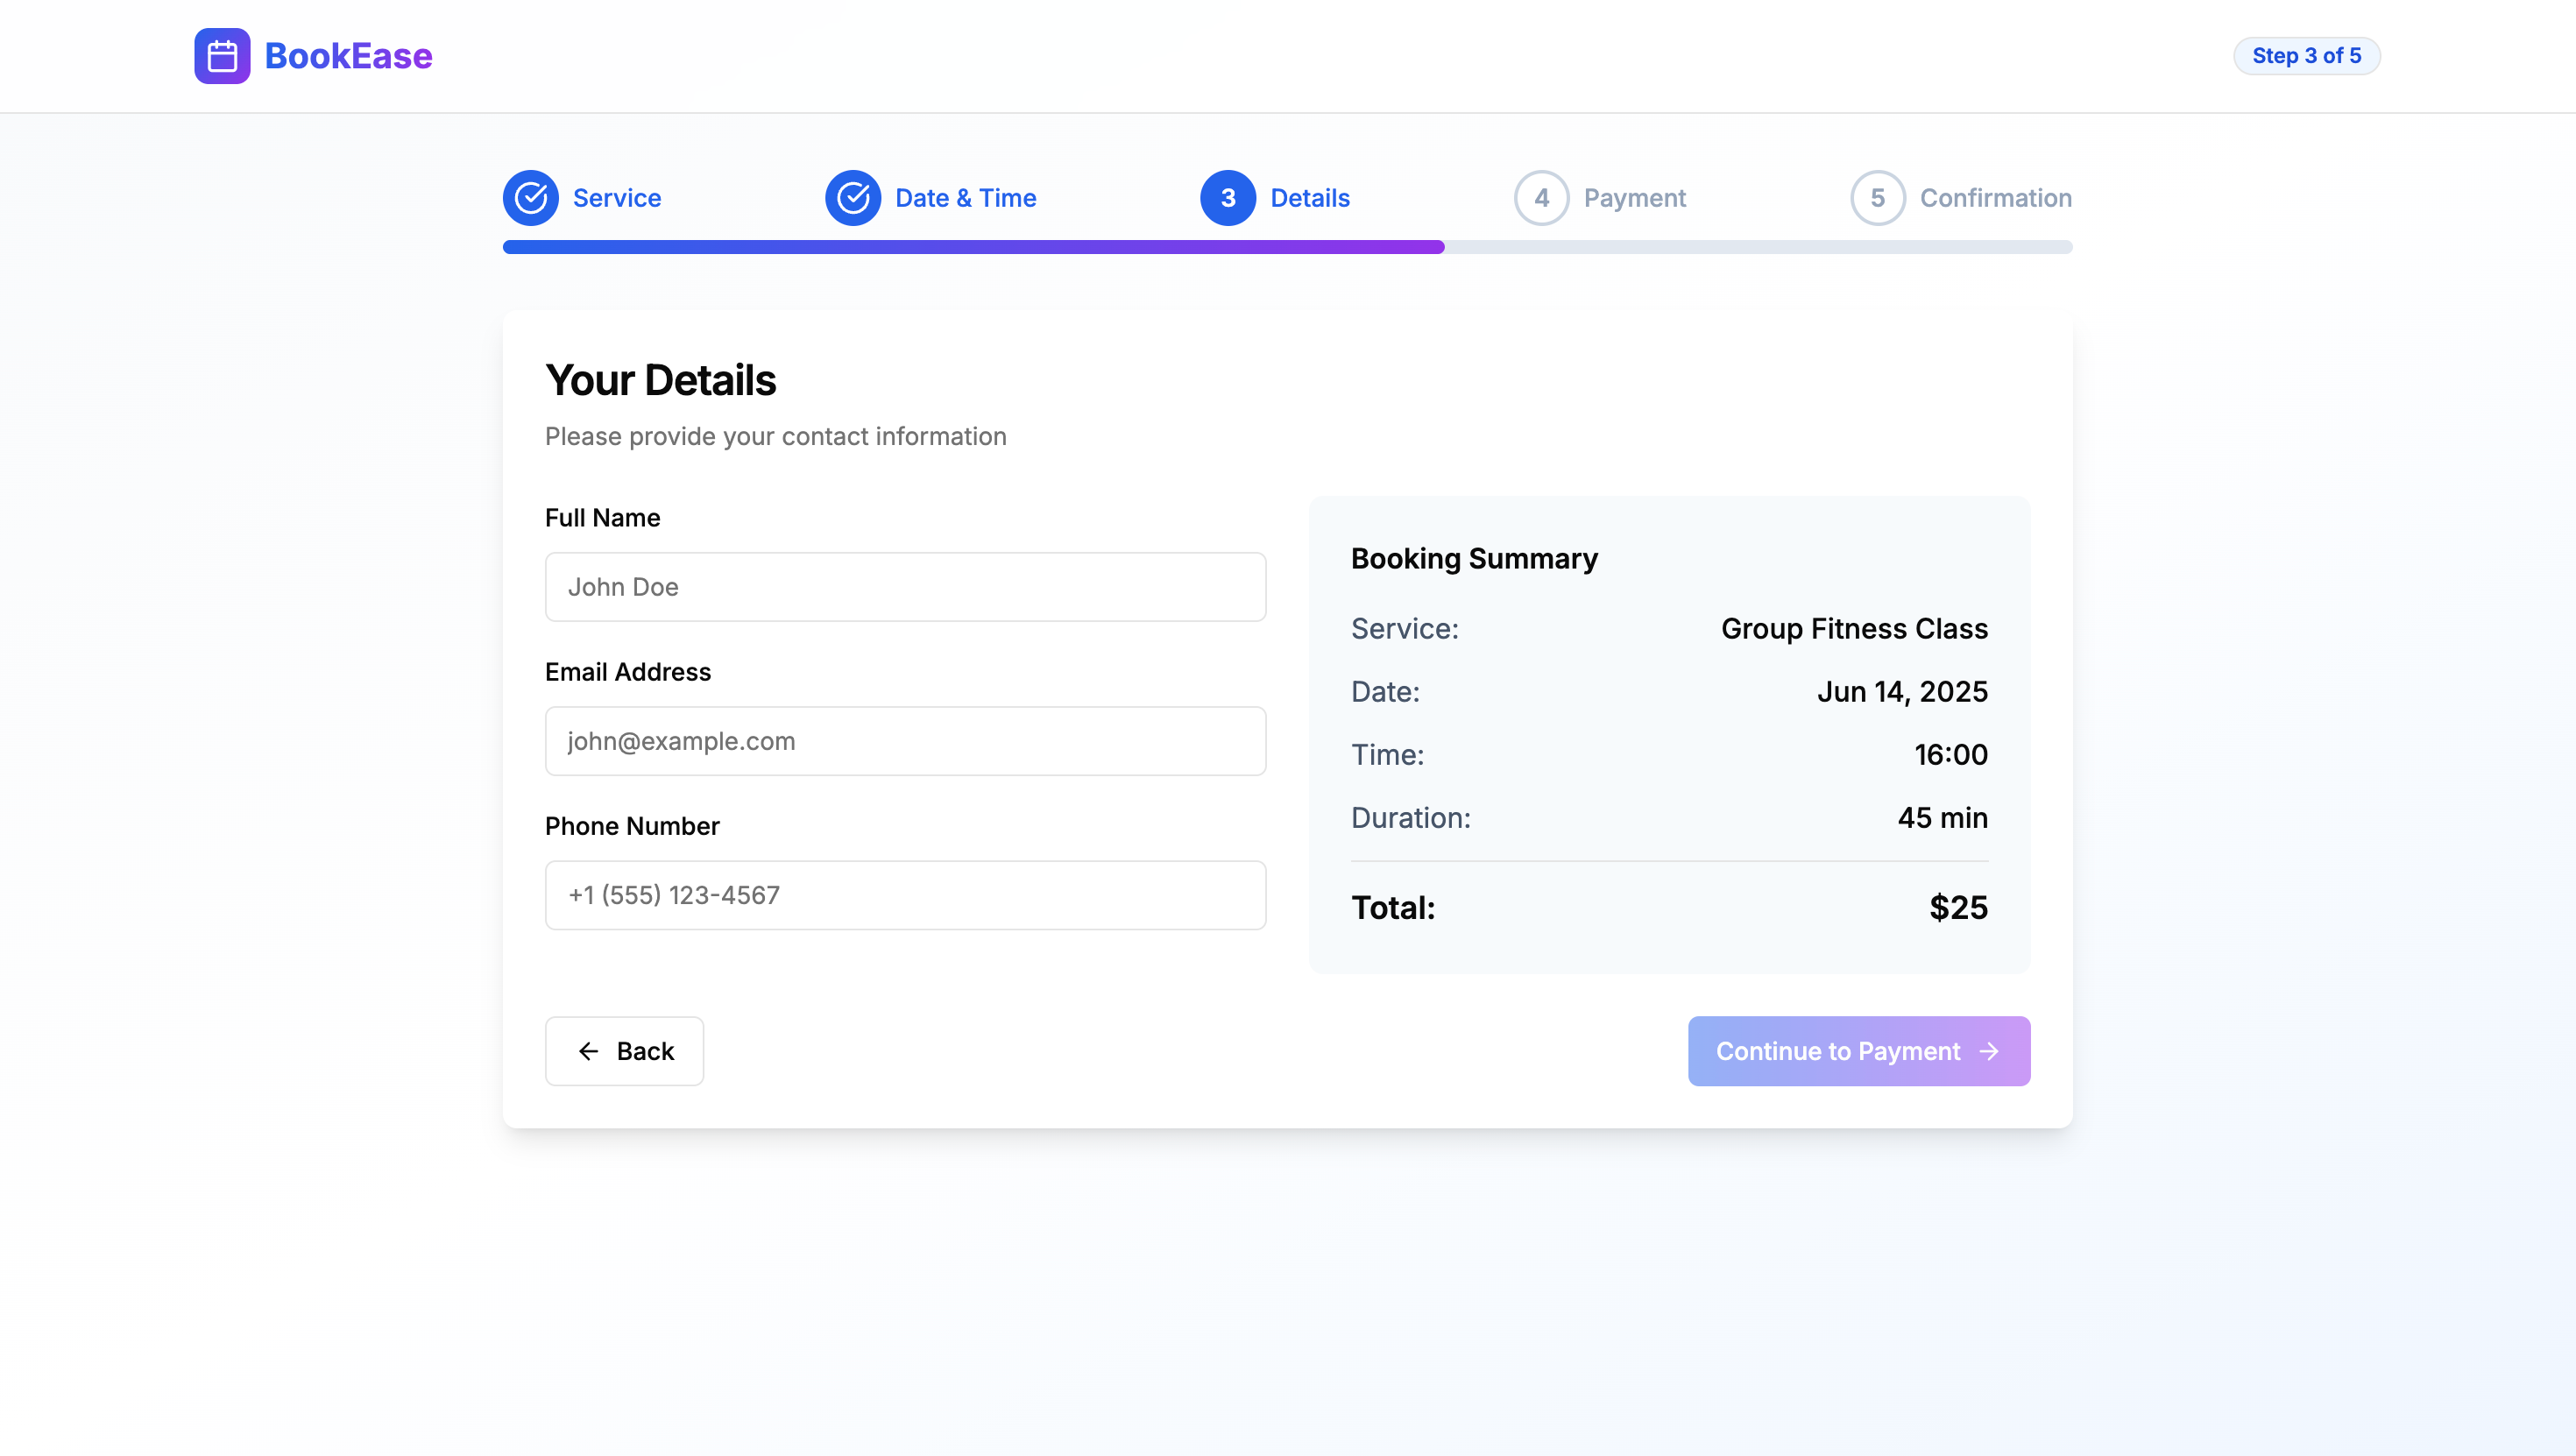 BookEase
Step 3 of 5
Service
Date & Time
3 Details
4 Payment
5 Confirmation
Your Details
Please provide your contact information
Full Name
John Doe
Email Address
john@example.com
Phone Number
+1 (555) 123-4567
Booking Summary
Service: Group Fitness Class
Date: Jun 14, 2025
Time: 16:00
Duration: 45 min
Total: $25
Back
Continue to Payment